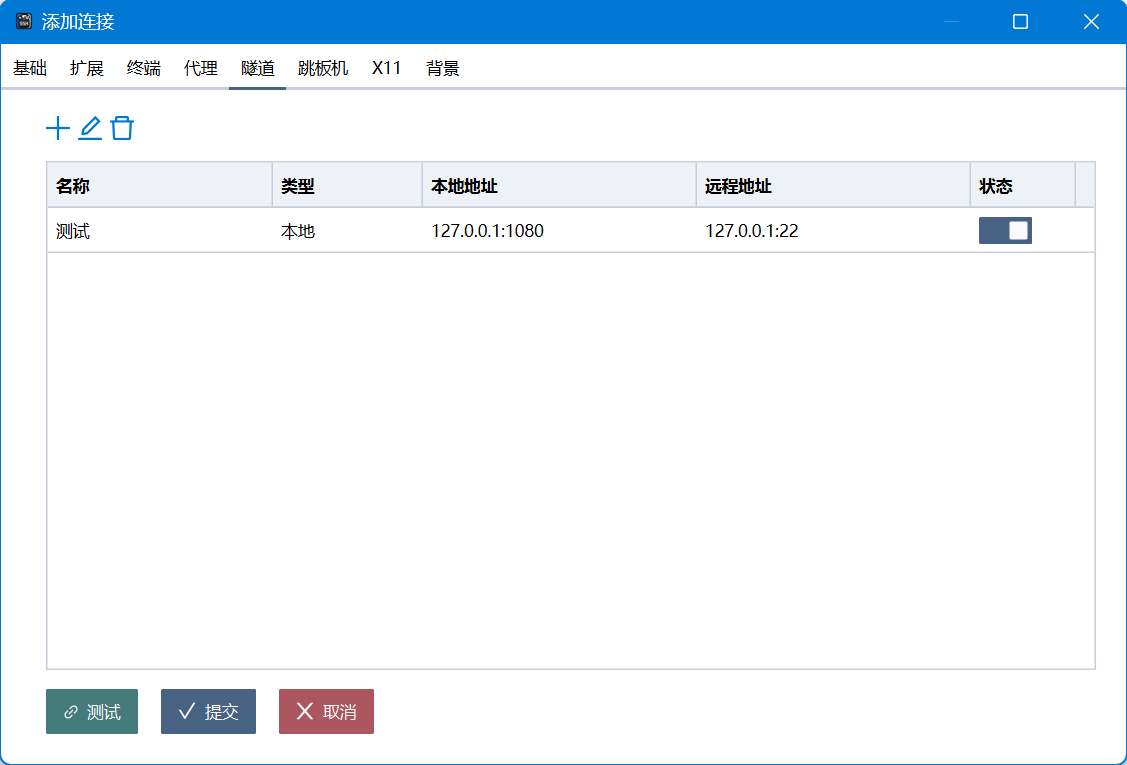 添加连接
基础 扩展 终端 代理 隧道 跳板机 X11 背景
名称 类型 本地地址 远程地址 状态
测试 本地 127.0.0.1:1080 127.0.0.1:22
测试 提交 取消